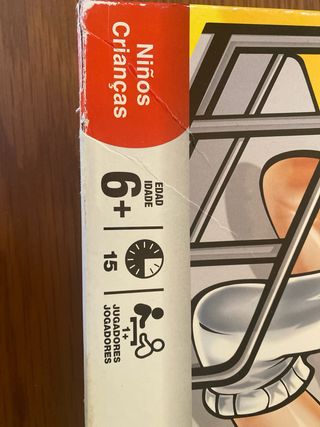 Niños
Crianças
EDAD
IDADE
6+
15
1+
JUGADORES
JOGADORES